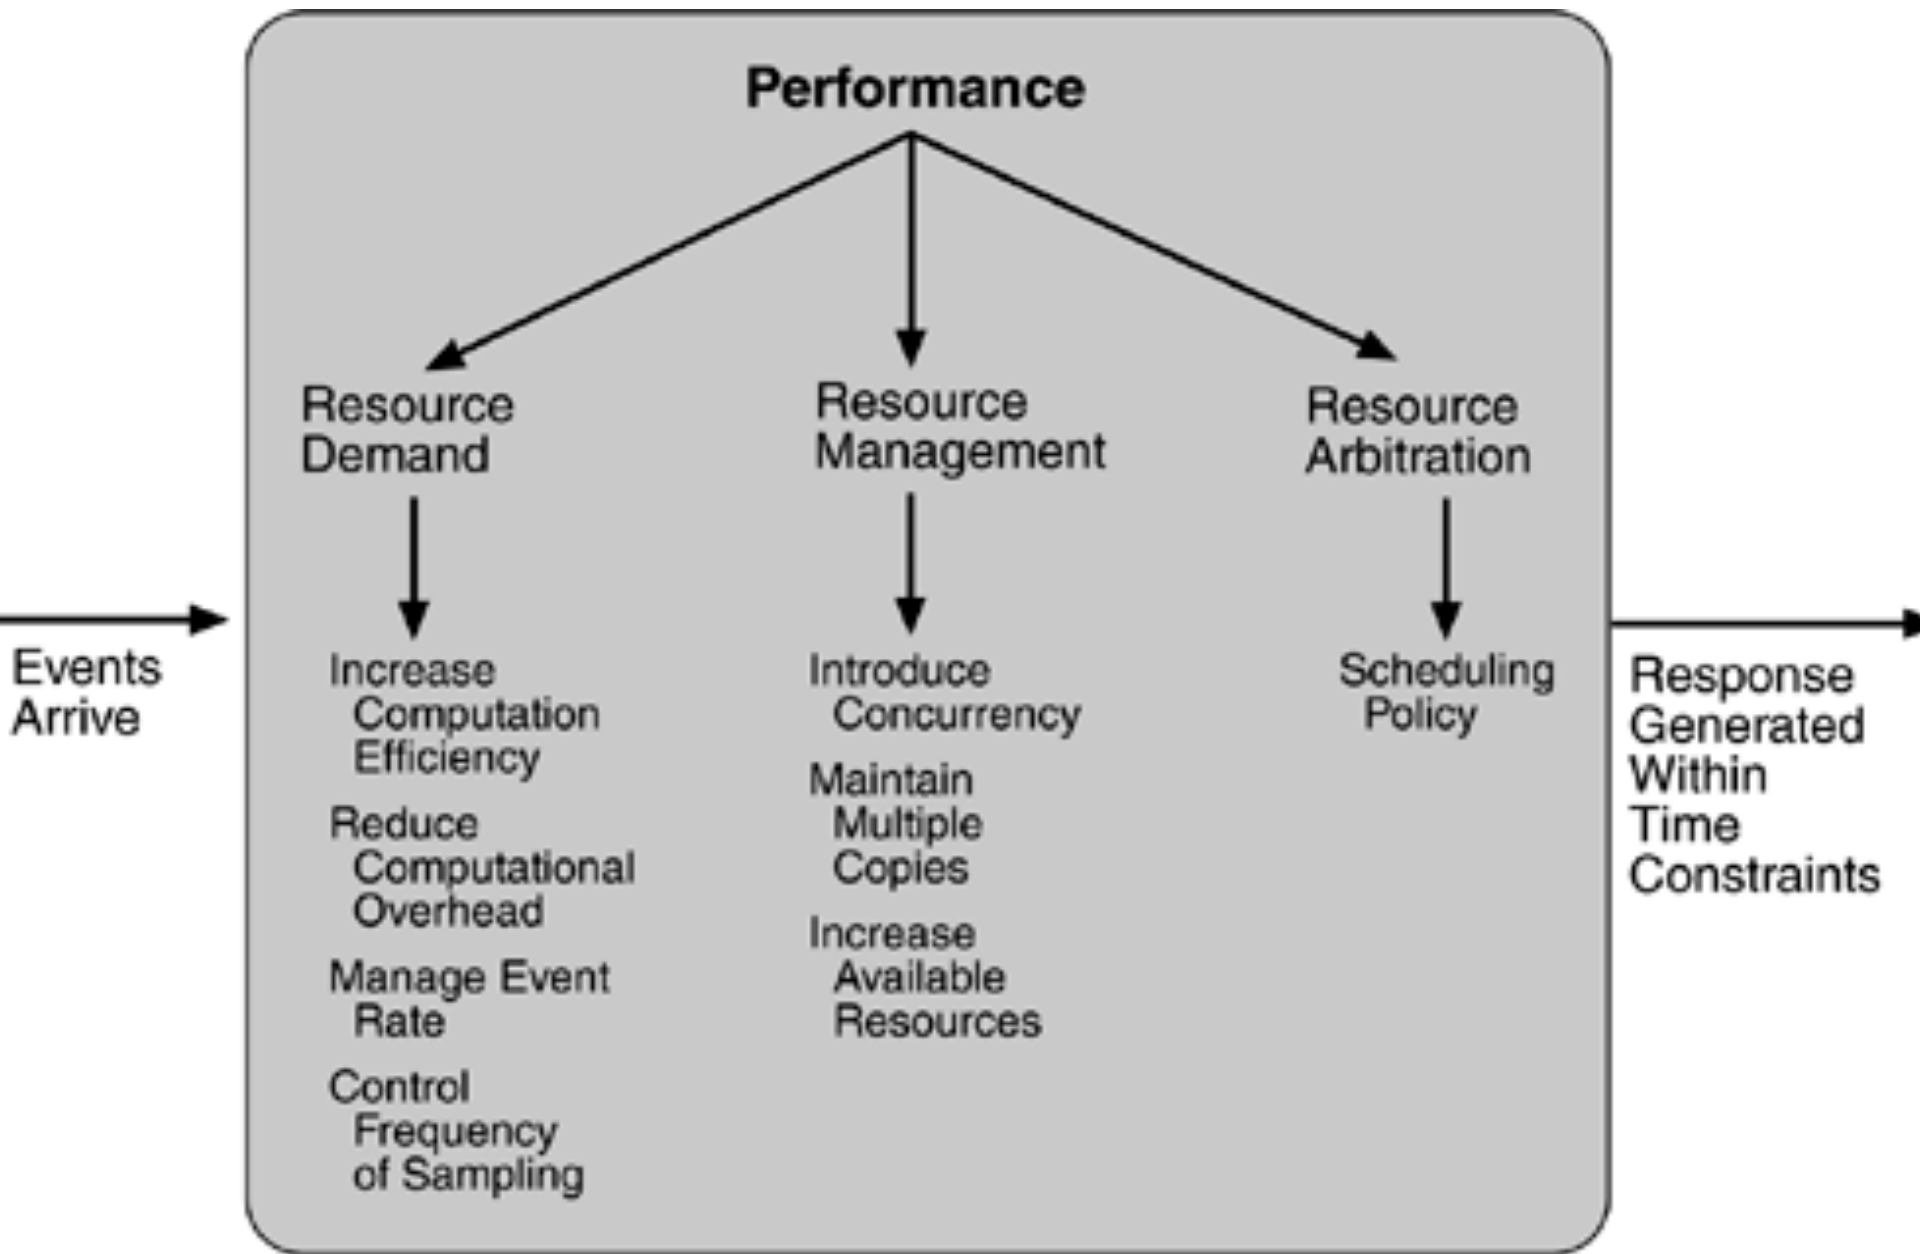 Performance
Resource
Demand
Resource
Management
Resource
Arbitration
Events
Arrive
Increase
Computation
Efficiency
Reduce
Computational
Overhead
Manage Event
Rate
Control
Frequency
of Sampling
Introduce
Concurrency
Maintain
Multiple
Copies
Increase
Available
Resources
Scheduling
Policy
Response
Generated
Within
Time
Constraints